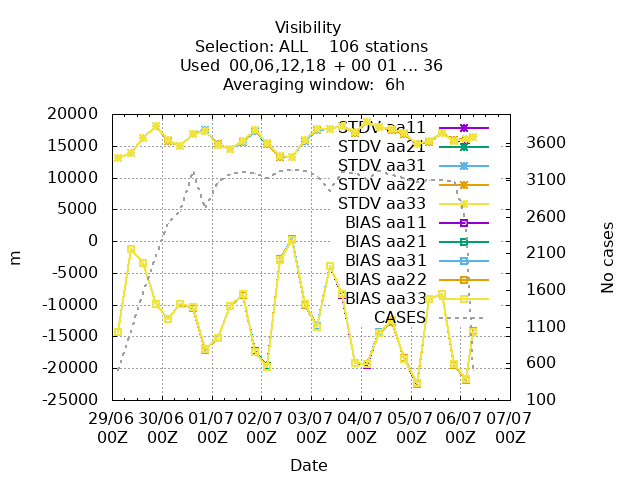 Visibility
Selection: ALL    106 stations
Used  00,06,12,18 + 00 01 ... 36
Averaging window:  6h
20000
15000
10000
5000
0
-5000
-10000
-15000
-20000
-25000
m
STDV aa11
STDV aa21
STDV aa31
STDV aa22
STDV aa33
BIAS aa11
BIAS aa21
BIAS aa31
BIAS aa22
BIAS aa33
CASES
3600
3100
2600
2100
1600
1100
600
100
No cases
29/06 30/06 01/07 02/07 03/07 04/07 05/07 06/07 07/07
00Z 00Z 00Z 00Z 00Z 00Z 00Z 00Z 00Z
Date